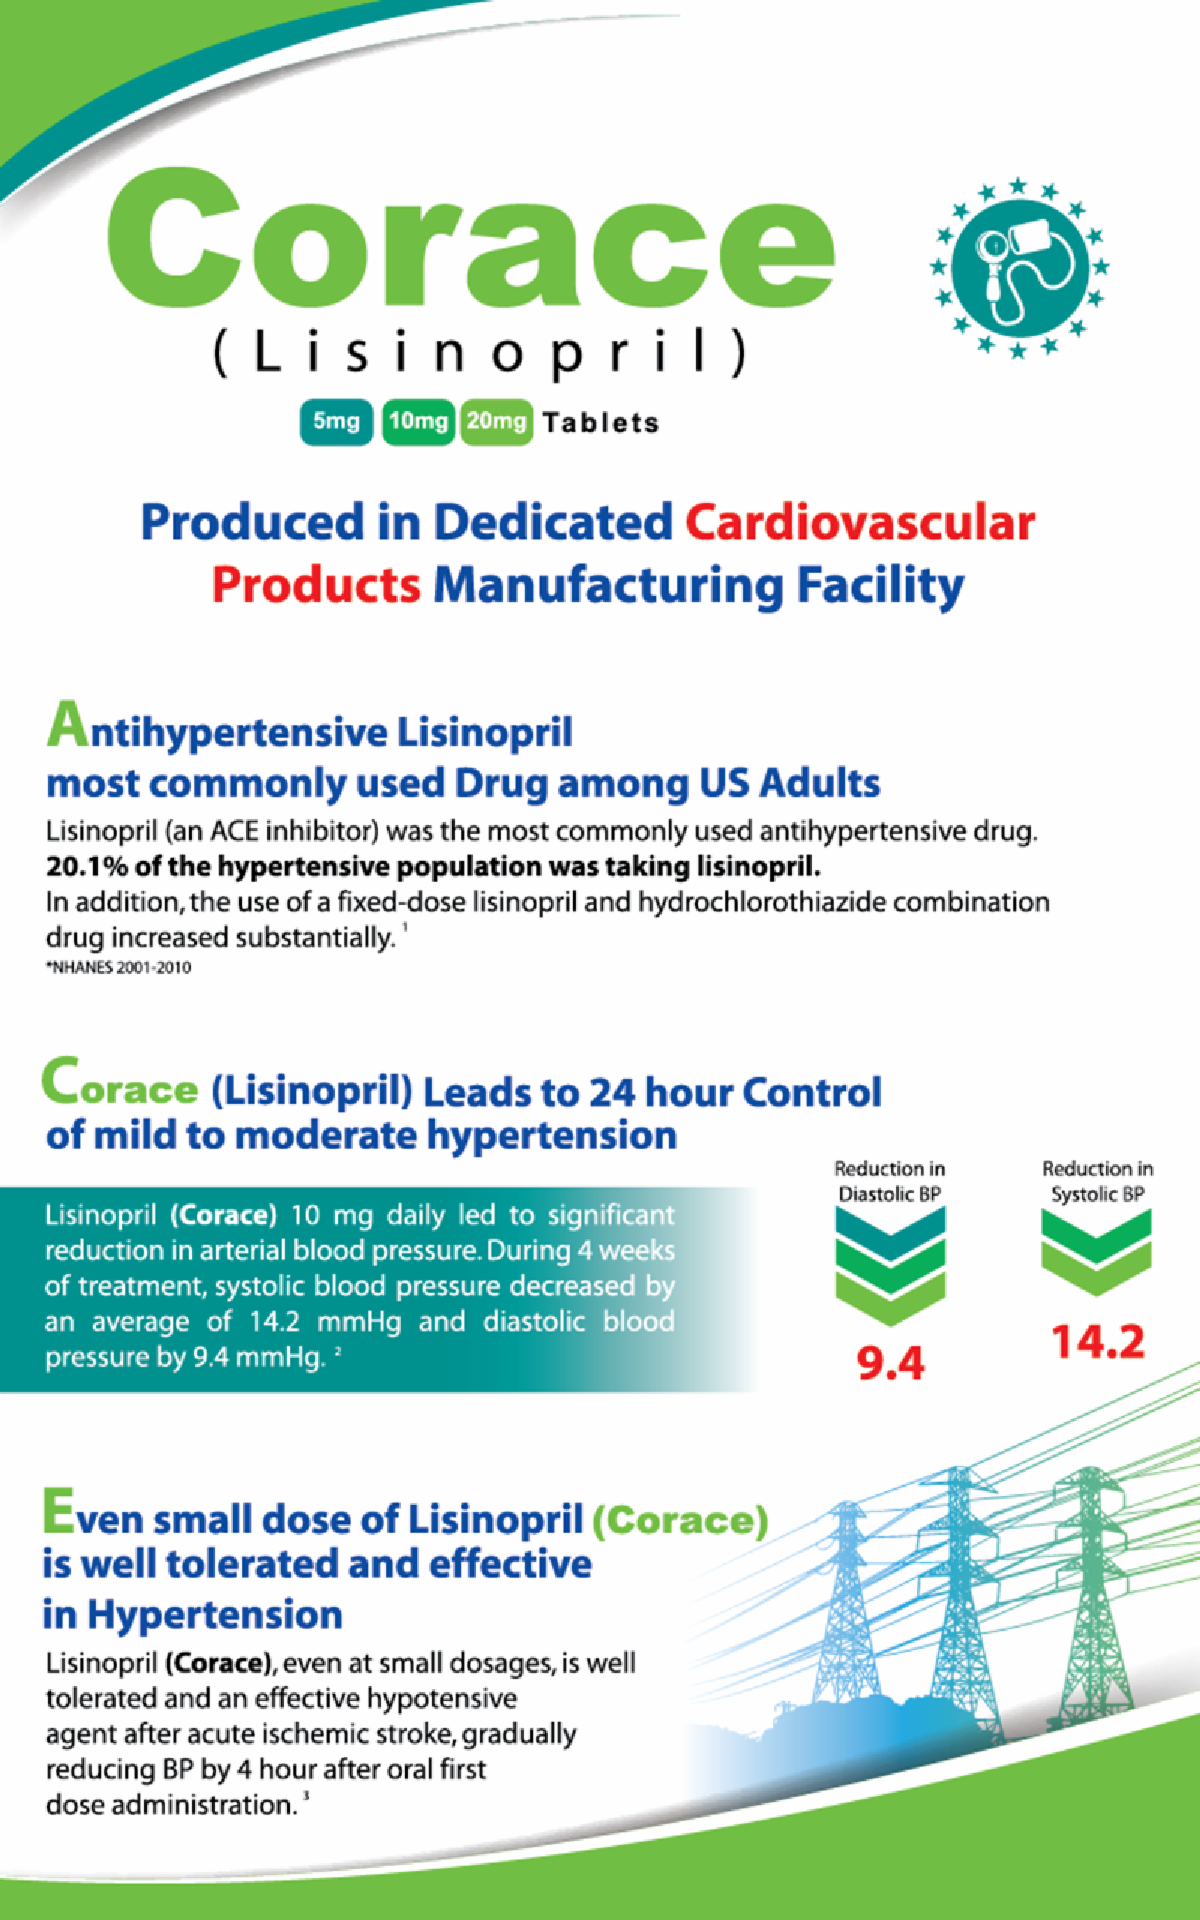 Corace
(Lisinopril)
5mg 10mg 20mg Tablets
Produced in Dedicated Cardiovascular
Products Manufacturing Facility
Antihypertensive Lisinopril
most commonly used Drug among US Adults
Lisinopril (an ACE inhibitor) was the most commonly used antihypertensive drug.
20.1% of the hypertensive population was taking lisinopril.
In addition, the use of a fixed-dose lisinopril and hydrochlorothiazide combination
drug increased substantially. 1
*NHANES 2001-2010
Corace (Lisinopril) Leads to 24 hour Control
of mild to moderate hypertension
Lisinopril (Corace) 10 mg daily led to significant
reduction in arterial blood pressure. During 4 weeks
of treatment, systolic blood pressure decreased by
an average of 14.2 mmHg and diastolic blood
pressure by 9.4 mmHg. 2
Reduction in
Diastolic BP
9.4
Reduction in
Systolic BP
14.2
Even small dose of Lisinopril (Corace)
is well tolerated and effective
in Hypertension
Lisinopril (Corace), even at small dosages, is well
tolerated and an effective hypotensive
agent after acute ischemic stroke, gradually
reducing BP by 4 hour after oral first
dose administration. 3